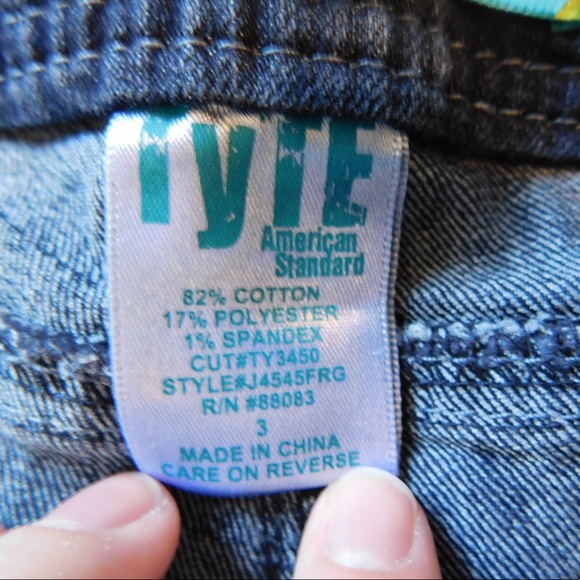 TyTE
American
Standard
82% COTTON
17% POLYESTER
1% SPANDEX
CUT#TY3450
STYLE#J4545FRG
R/N #88083
3
MADE IN CHINA
CARE ON REVERSE